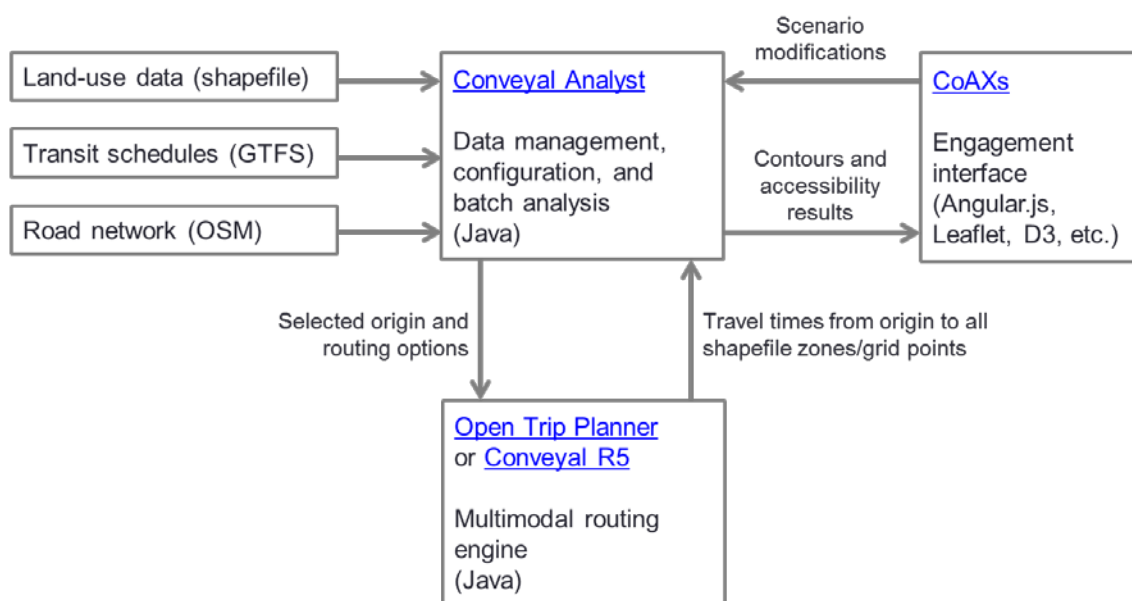 Land-use data (shapefile)
Transit schedules (GTFS)
Road network (OSM)
Conveyal Analyst
Data management,
configuration, and
batch analysis
(Java)
Scenario
modifications
Contours and
accessibility
results
CoAXs
Engagement
interface
(Angular.js,
Leaflet, D3, etc.)
Selected origin and
routing options
Travel times from origin to all
shapefile zones/grid points
Open Trip Planner
or Conveyal R5
Multimodal routing
engine
(Java)